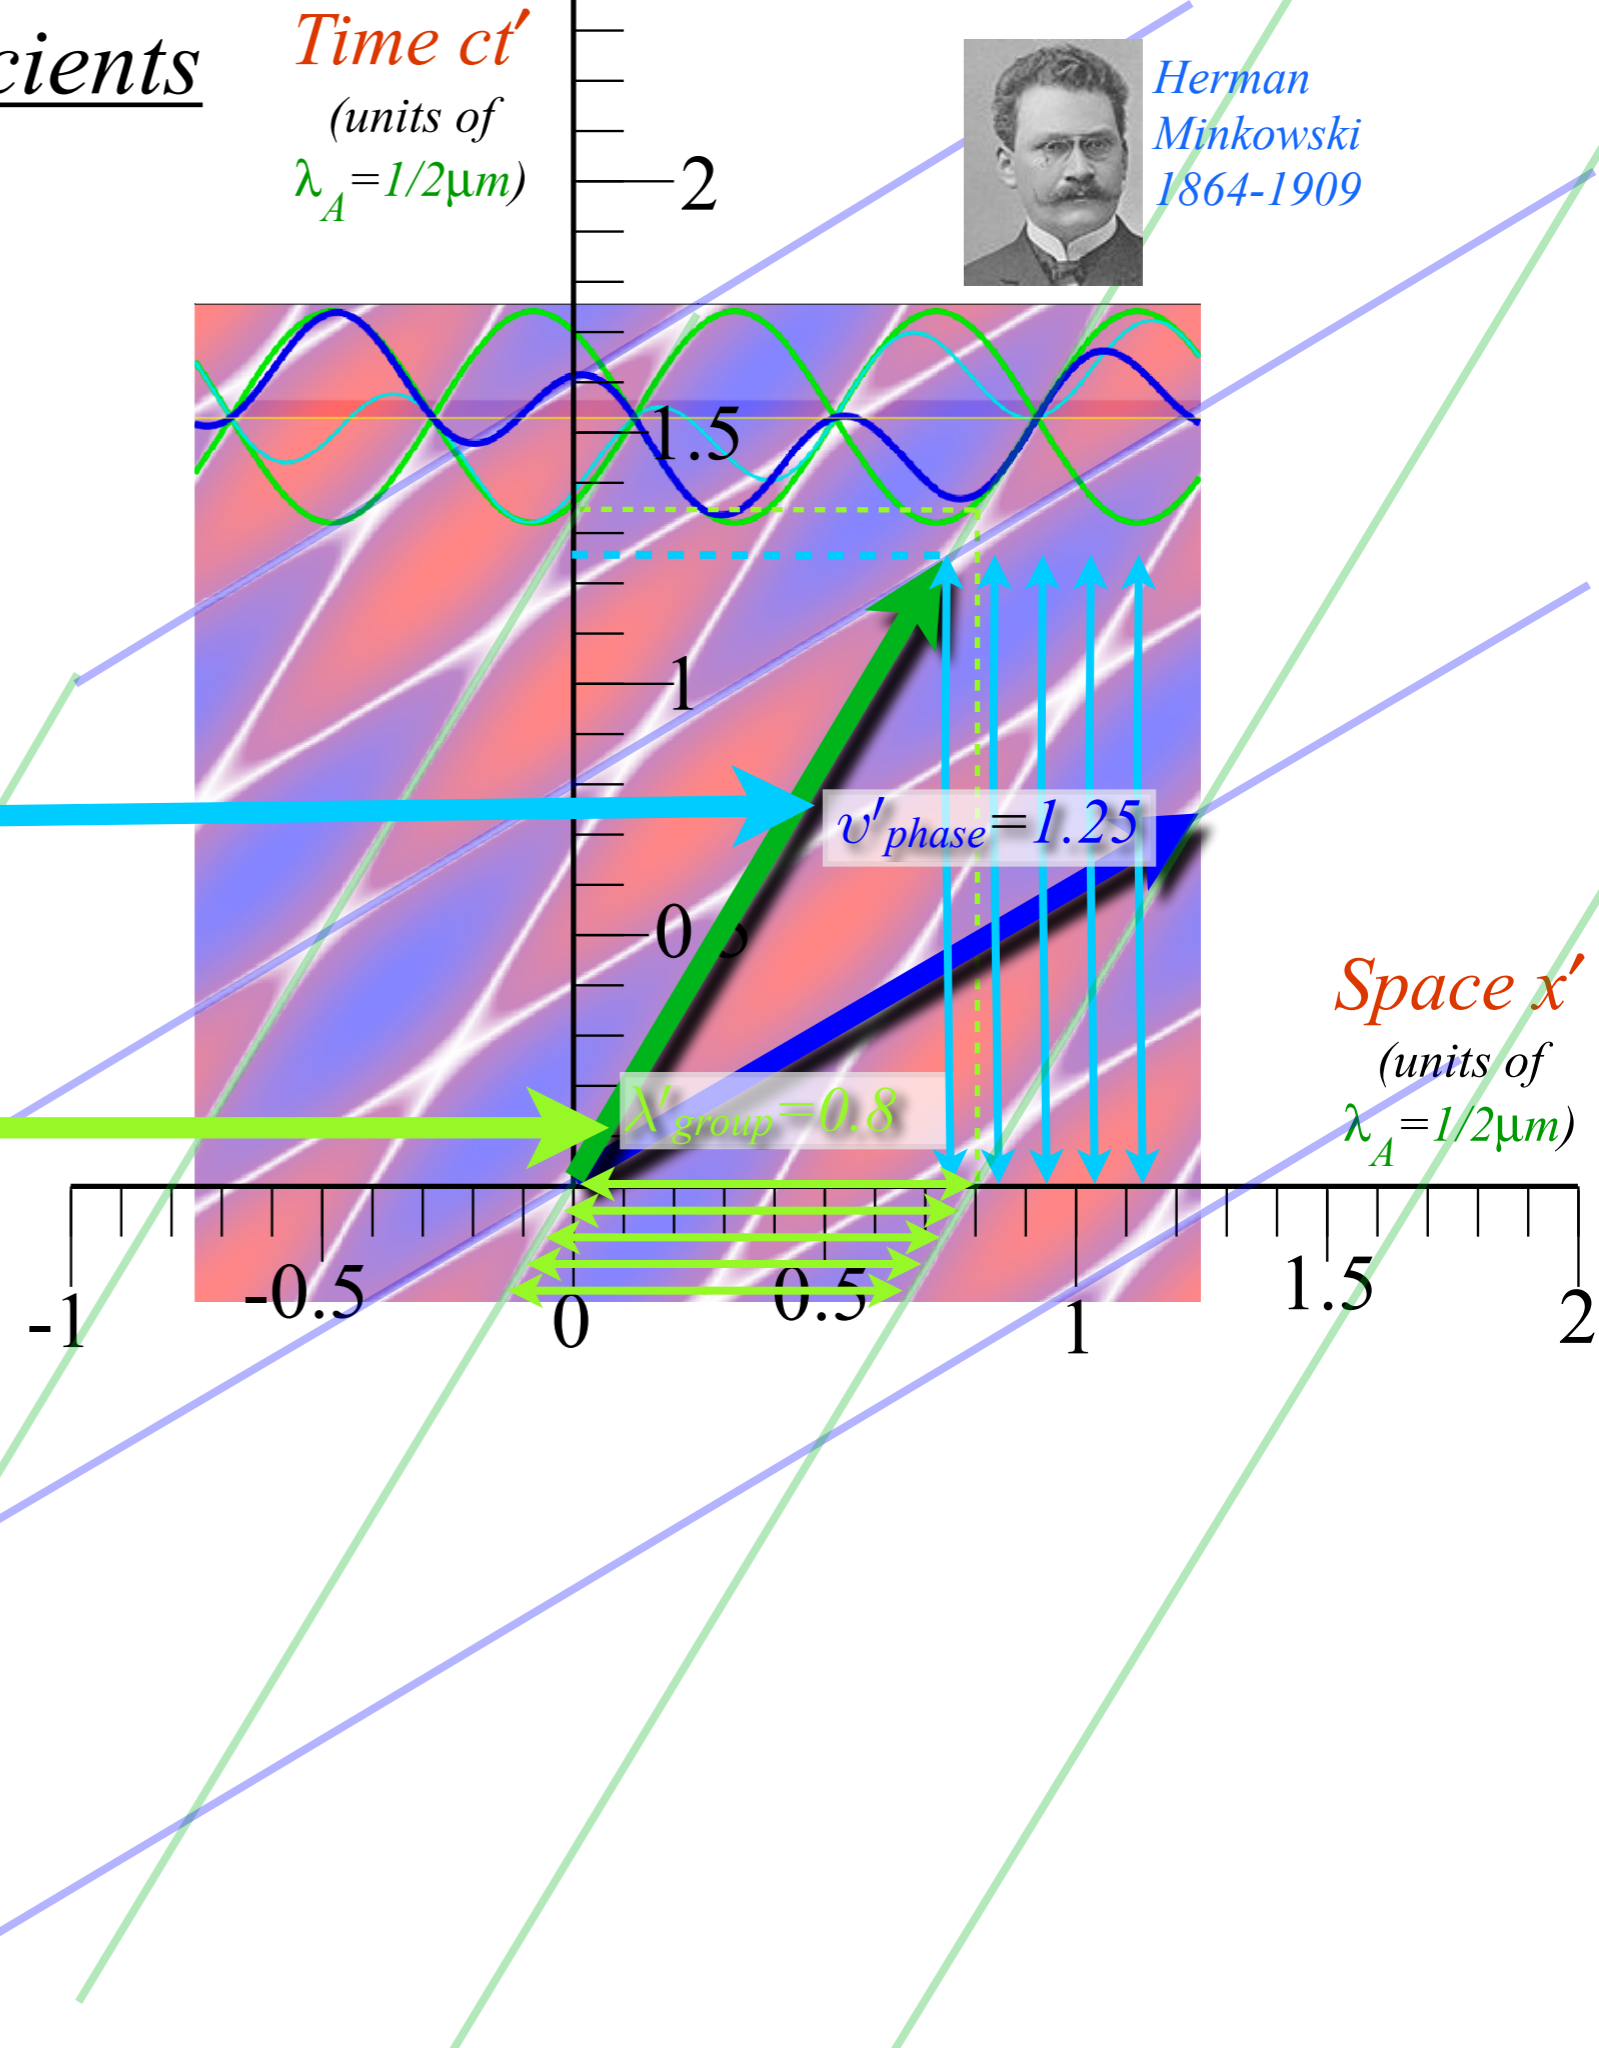 cients
Time ct′
(units of
λA=1/2μm)
Herman
Minkowski
1864-1909
2
1.5
1
υ′phase=1.25
0 5
Space x′
(units of
λA=1/2μm)
λ′group=0.8
-1
-0.5
0
0.5
1
1.5
2